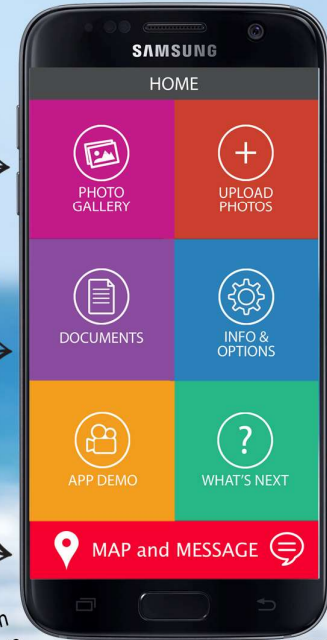 SAMSUNG
HOME
PHOTO
GALLERY
UPLOAD
PHOTOS
DOCUMENTS
INFO &
OPTIONS
APP DEMO
?
WHAT'S NEXT
MAP and MESSAGE